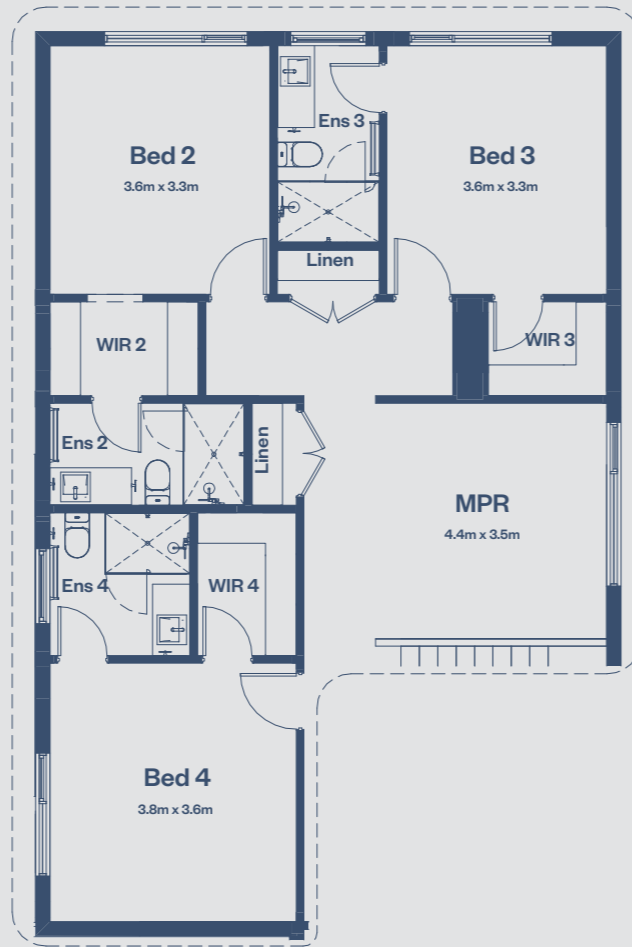 Ens 3
Bed 2
3.6m x 3.3m
Bed 3
3.6m x 3.3m
Linen
WIR 2
WIR 3
Ens 2
Linen
MPR
4.4m x 3.5m
Ens 4
WIR 4
Bed 4
3.8m x 3.6m